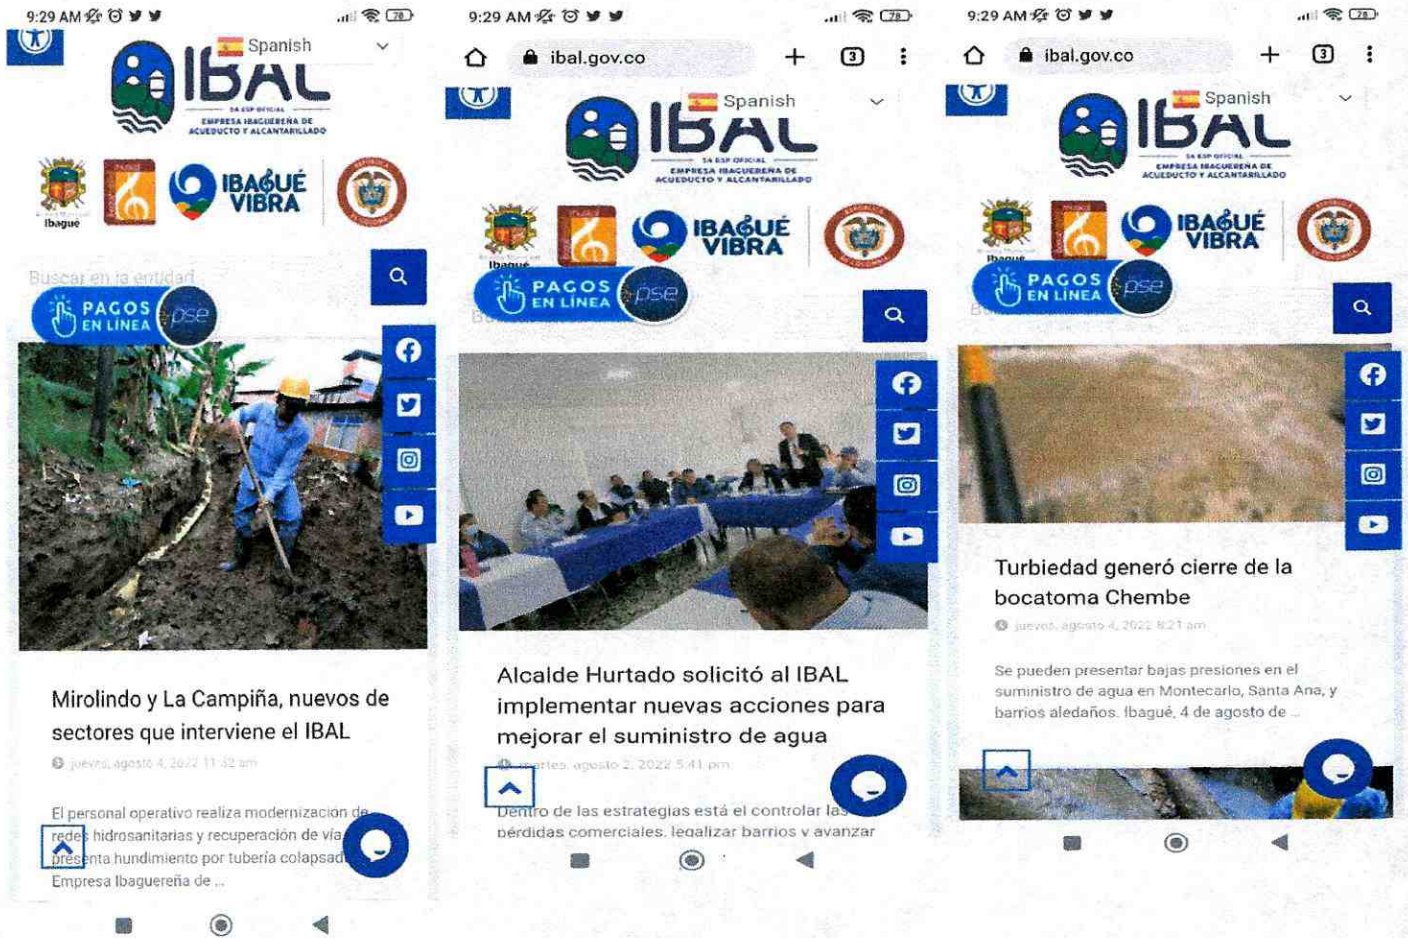 9:29 AM
78
Spanish
IBAL
SA ESP OFICIAL
EMPRESA IBAGUEREÑA DE
ACUEDUCTO Y ALCANTARILLADO
Ibagué
IBAGUÉ
VIBRA
Buscar en la entidad
PAGOS
EN LÍNEA
pse
Mirolindo y La Campiña, nuevos de
sectores que interviene el IBAL
jueves, agosto 4, 2022 11:32 am
El personal operativo realiza modernización de
redes hidrosanitarias y recuperación de vía
presenta hundimiento por tubería colapsad
Empresa Ibaguereña de ...
9:29 AM
78
ibal.gov.co
3
Spanish
IBAL
SA ESP OFICIAL
EMPRESA IBAGUEREÑA DE
ACUEDUCTO Y ALCANTARILLADO
Ibagué
IBAGUÉ
VIBRA
REPÚBLICA
DE COLOMBIA
PAGOS
EN LÍNEA
pse
Alcalde Hurtado solicitó al IBAL
implementar nuevas acciones para
mejorar el suministro de agua
martes, agosto 2, 2022 5:41 pm
Dentro de las estrategias está el controlar las
pérdidas comerciales, legalizar barrios y avanzar
9:29 AM
78
ibal.gov.co
3
Spanish
IBAL
SA ESP OFICIAL
EMPRESA IBAGUEREÑA DE
ACUEDUCTO Y ALCANTARILLADO
Ibagué
IBAGUÉ
VIBRA
PAGOS
EN LÍNEA
pse
Turbiedad generó cierre de la
bocatoma Chembe
jueves, agosto 4, 2022 8:21 am
Se pueden presentar bajas presiones en el
suministro de agua en Montecarlo, Santa Ana, y
barrios aledaños. Ibagué, 4 de agosto de ...